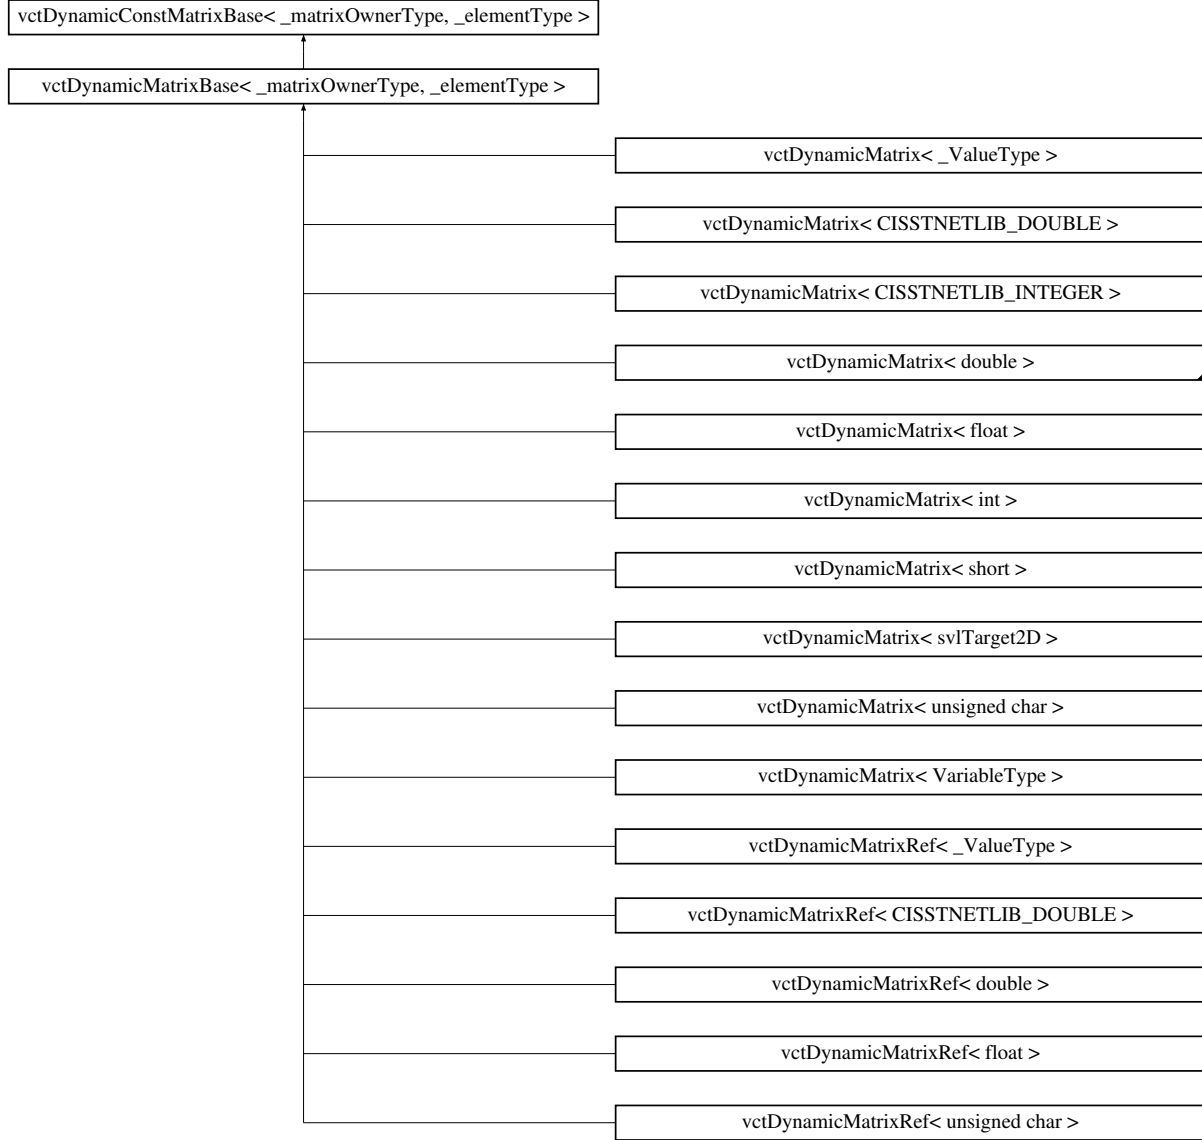 vctDynamicConstMatrixBase< _matrixOwnerType, _elementType >
vctDynamicMatrixBase< _matrixOwnerType, _elementType >
vctDynamicMatrix< _ValueType >
vctDynamicMatrix< CISSTNETLIB_DOUBLE >
vctDynamicMatrix< CISSTNETLIB_INTEGER >
vctDynamicMatrix< double >
vctDynamicMatrix< float >
vctDynamicMatrix< int >
vctDynamicMatrix< short >
vctDynamicMatrix< svlTarget2D >
vctDynamicMatrix< unsigned char >
vctDynamicMatrix< VariableType >
vctDynamicMatrixRef< _ValueType >
vctDynamicMatrixRef< CISSTNETLIB_DOUBLE >
vctDynamicMatrixRef< double >
vctDynamicMatrixRef< float >
vctDynamicMatrixRef< unsigned char >